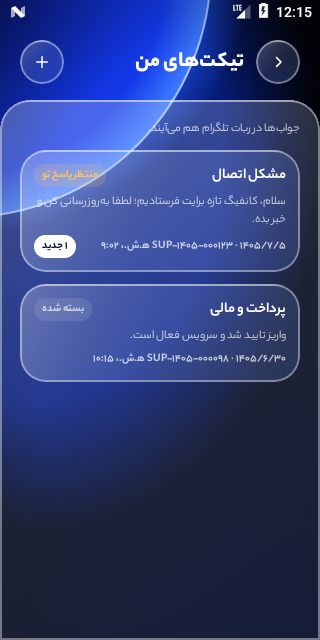 12:15
LTE
تیکت‌های من
جواب‌ها در ربات تلگرام هم می‌آیند.
مشکل اتصال
منتظر پاسخ تو
سلام، کانفیگ تازه برایت فرستادیم؛ لطفا به‌روزرسانی کن و
خبر بده.
SUP-۱۴۰۵-۰۰۰۱۲۳ · ۱۴۰۵/۷/۵ ه‍.ش.، ۹:۰۲
۱ جدید
پرداخت و مالی
بسته شده
واریز تایید شد و سرویس فعال است.
SUP-۱۴۰۵-۰۰۰۰۹۸ · ۱۴۰۵/۶/۳۰ ه‍.ش.، ۱۰:۱۵